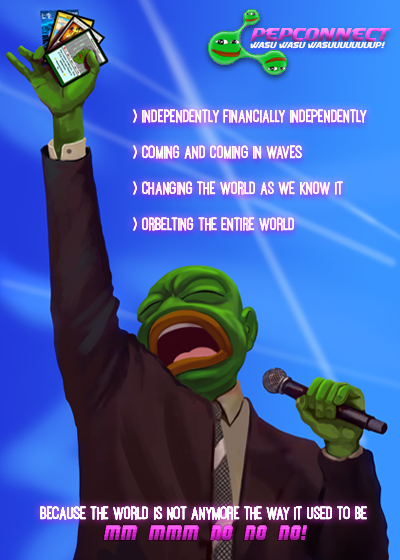 PEPCONNECT
WASU WASU WASUUUUUUUUP!
> INDEPENDENTLY FINANCIALLY INDEPENDENTLY
> COMING AND COMING IN WAVES
> CHANGING THE WORLD AS WE KNOW IT
> ORBELTING THE ENTIRE WORLD
BECAUSE THE WORLD IS NOT ANYMORE THE WAY IT USED TO BE
MM MMM NO NO NO!